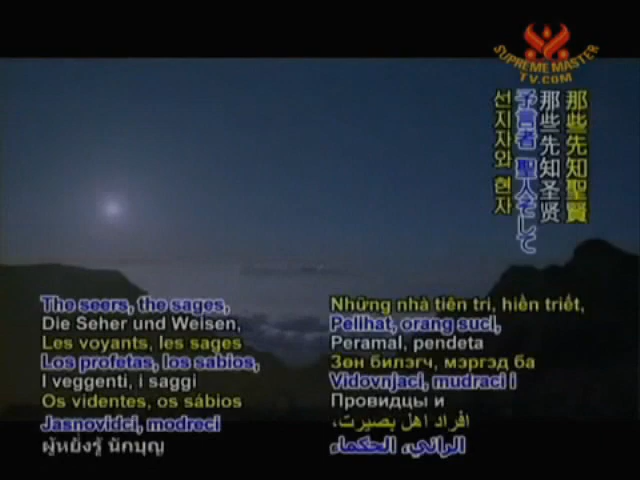 SUPREME MASTER
TV.COM
那些先知聖賢
那些先知圣贤
予言者 聖人そして
선지자와 현자
The seers, the sages,
Die Seher und Weisen,
Les voyants, les sages
Los profetas, los sabios,
I veggenti, i saggi
Os videntes, os sábios
Jasnovidci, modreci
ผู้หยั่งรู้ นักบุญ
Những nhà tiên tri, hiền triết,
Pelihat, orang suci,
Peramal, pendeta
Зөн билэгч, мэргэд ба
Vidovnjaci, mudraci i
Провидцы и
افراد اهل بصیرت،
الرائي، الحكماء